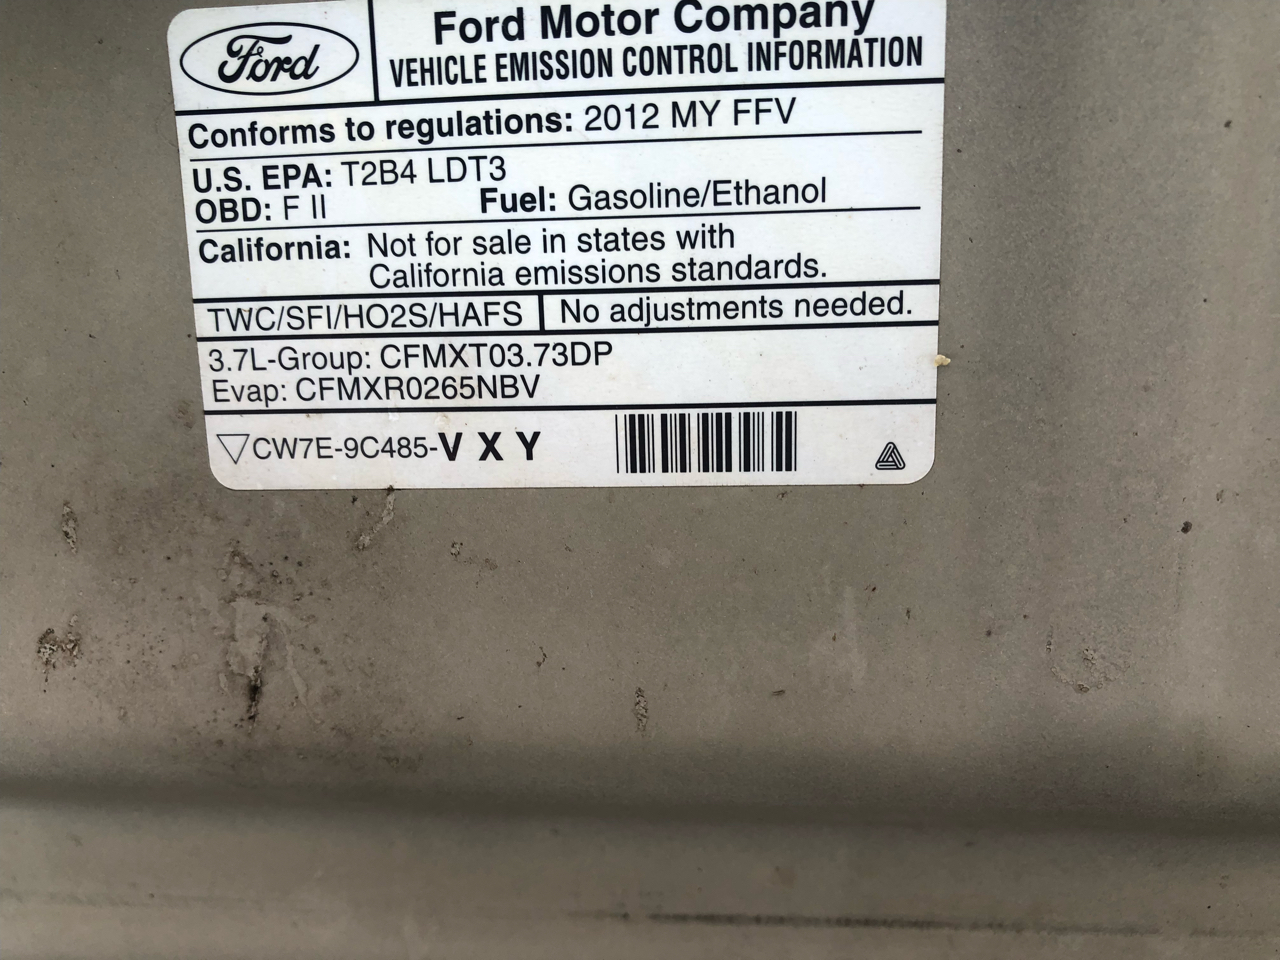 Ford
Ford Motor Company
VEHICLE EMISSION CONTROL INFORMATION
Conforms to regulations: 2012 MY FFV
U.S. EPA: T2B4 LDT3
OBD: F II Fuel: Gasoline/Ethanol
California: Not for sale in states with
California emissions standards.
TWC/SFI/HO2S/HAFS No adjustments needed.
3.7L-Group: CFMXT03.73DP
Evap: CFMXR0265NBV
CW7E-9C485-V X Y